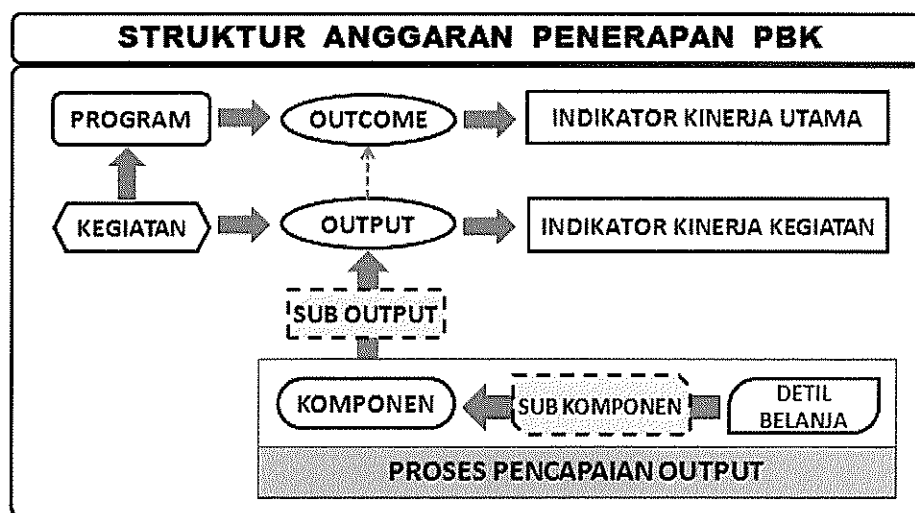 STRUKTUR ANGGARAN PENERAPAN PBK
PROGRAM
OUTCOME
INDIKATOR KINERJA UTAMA
KEGIATAN
OUTPUT
INDIKATOR KINERJA KEGIATAN
SUB OUTPUT
KOMPONEN
SUB KOMPONEN
DETIL
BELANJA
PROSES PENCAPAIAN OUTPUT